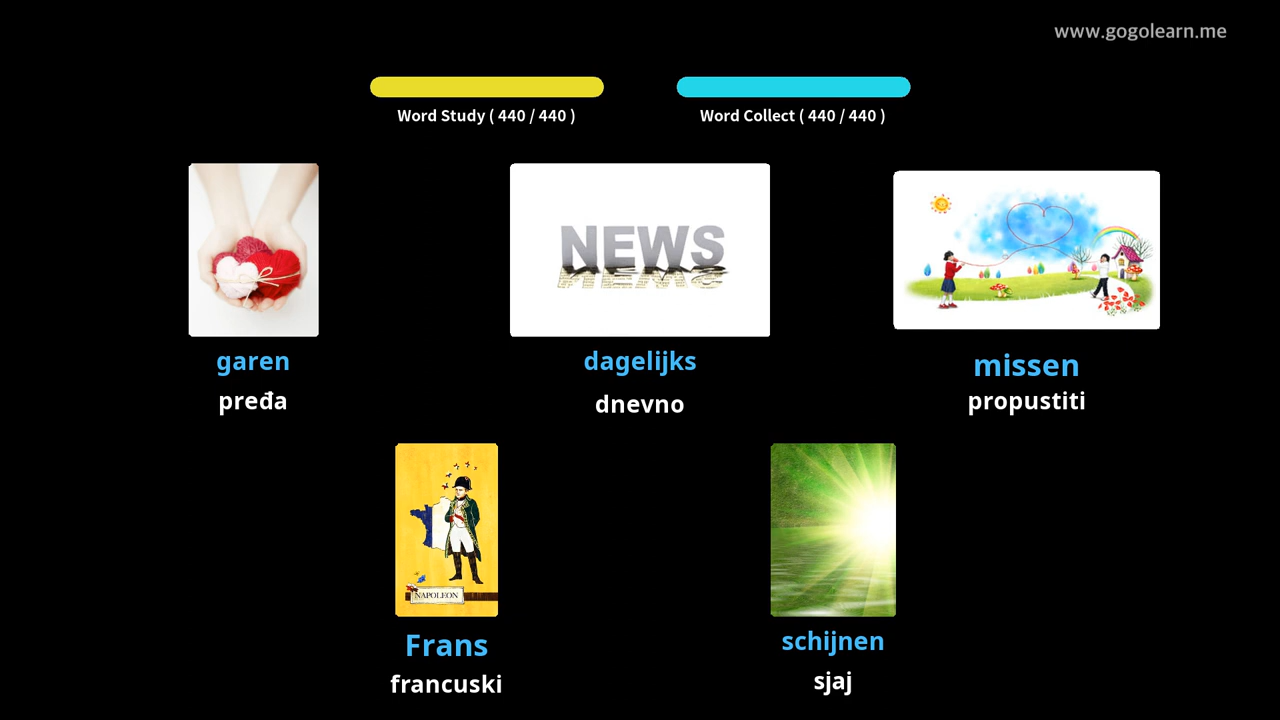 www.gogolearn.me
Word Study ( 440 / 440 )
Word Collect ( 440 / 440 )
NEWS
garen
pređa
dagelijks
dnevno
missen
propustiti
NAPOLEON
Frans
francuski
schijnen
sjaj